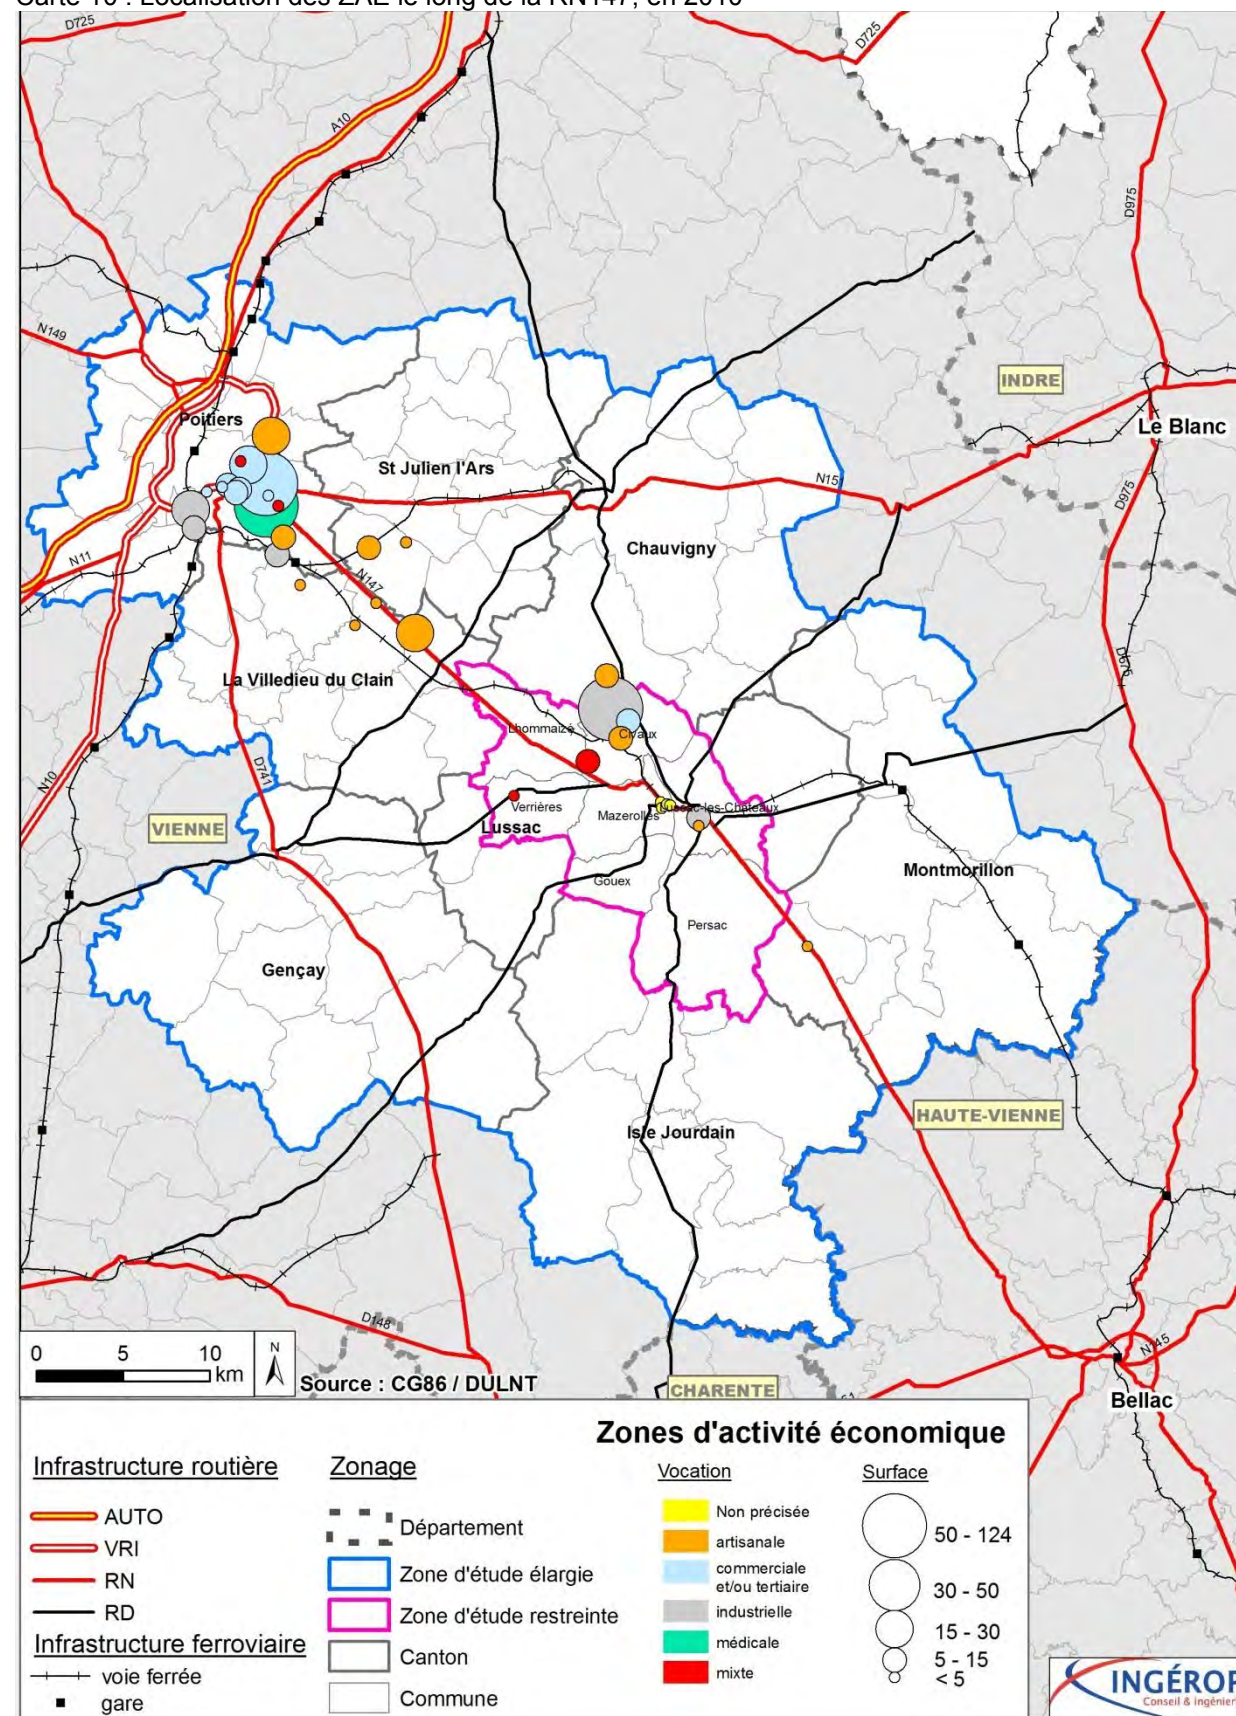 Carte 10 : Localisation des ZAE le long de la RN147, en 2010
D725
D725
A10
D975
N149
INDRE
Poitiers
Le Blanc
St Julien l'Ars
N151
D975
Chauvigny
N11
N147
D675
La Villedieu du Clain
Lhommaizé
Civaux
N10
D741
Verrières
Mazerolles
Lussac-les-Chateaux
VIENNE
Lussac
Montmorillon
Gouex
Persac
Gençay
HAUTE-VIENNE
Isle Jourdain
D148
N145
0 5 10
km
N
Source : CG86 / DULNT
CHARENTE
Bellac
Zones d'activité économique
Infrastructure routière
AUTO
VRI
RN
RD
Infrastructure ferroviaire
voie ferrée
gare
Zonage
Département
Zone d'étude élargie
Zone d'étude restreinte
Canton
Commune
Vocation
Non précisée
artisanale
commerciale
et/ou tertiaire
industrielle
médicale
mixte
Surface
50 - 124
30 - 50
15 - 30
5 - 15
< 5
INGÉROP
Conseil & ingénier